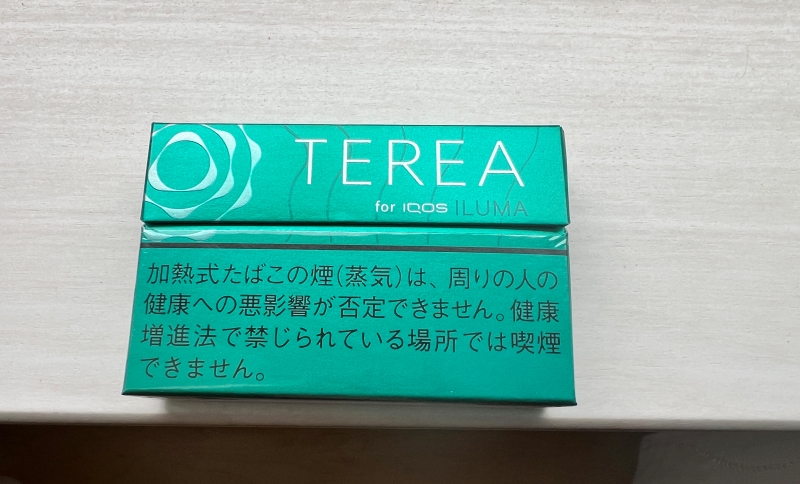 TEREA
for IQOS ILUMA
加熱式たばこの煙(蒸気)は、周りの人の
健康への悪影響が否定できません。健康
増進法で禁じられている場所では喫煙
できません。